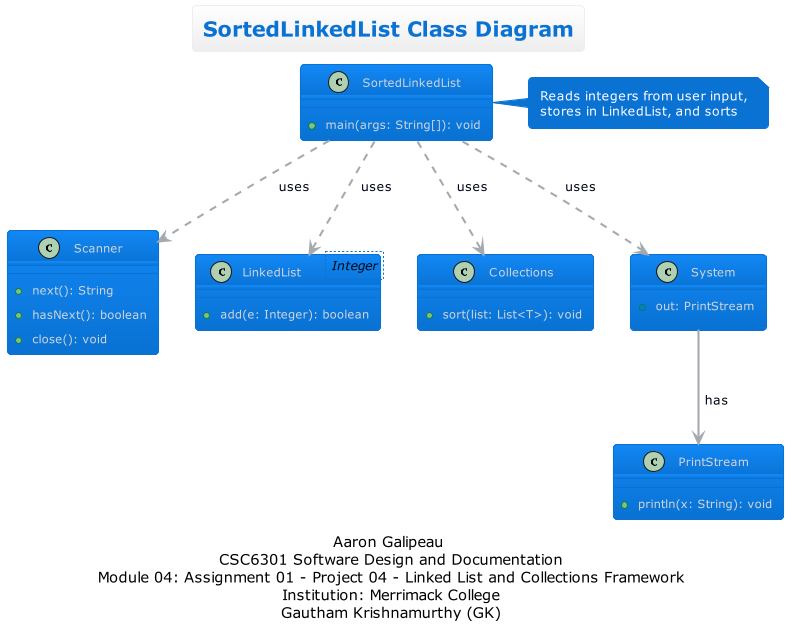 SortedLinkedList Class Diagram
C SortedLinkedList
main(args: String[]): void
Reads integers from user input,
stores in LinkedList, and sorts
uses
uses
uses
uses
C Scanner
next(): String
hasNext(): boolean
close(): void
C LinkedList
Integer
add(e: Integer): boolean
C Collections
sort(list: List<T>): void
C System
out: PrintStream
has
C PrintStream
println(x: String): void
Aaron Galipeau
CSC6301 Software Design and Documentation
Module 04: Assignment 01 - Project 04 - Linked List and Collections Framework
Institution: Merrimack College
Gautham Krishnamurthy (GK)